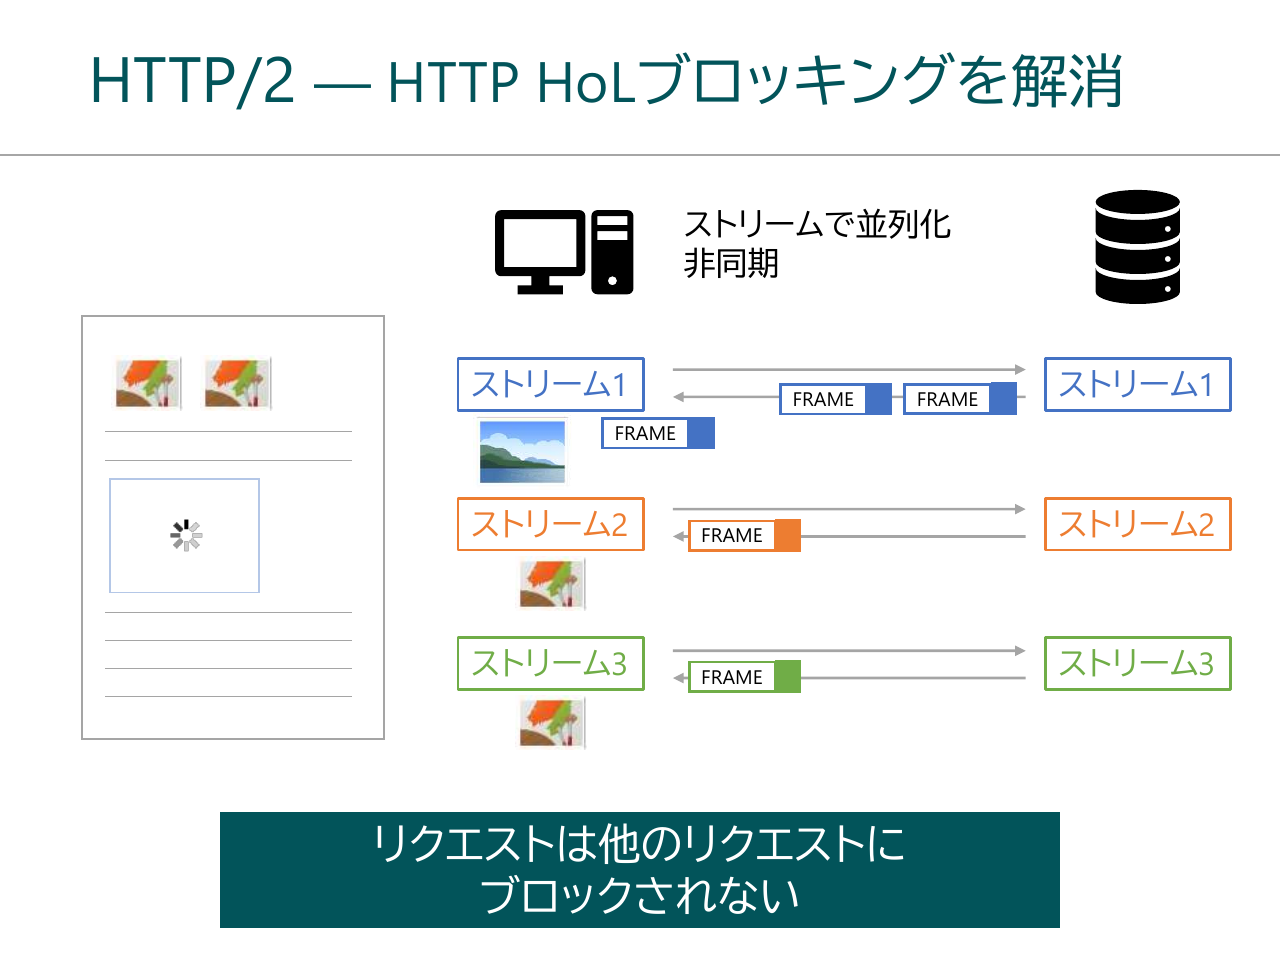 HTTP/2 ― HTTP HoLブロッキングを解消
ストリームで並列化
非同期
ストリーム1
FRAME
FRAME
ストリーム1
FRAME
ストリーム2
FRAME
ストリーム2
ストリーム3
FRAME
ストリーム3
リクエストは他のリクエストに
ブロックされない